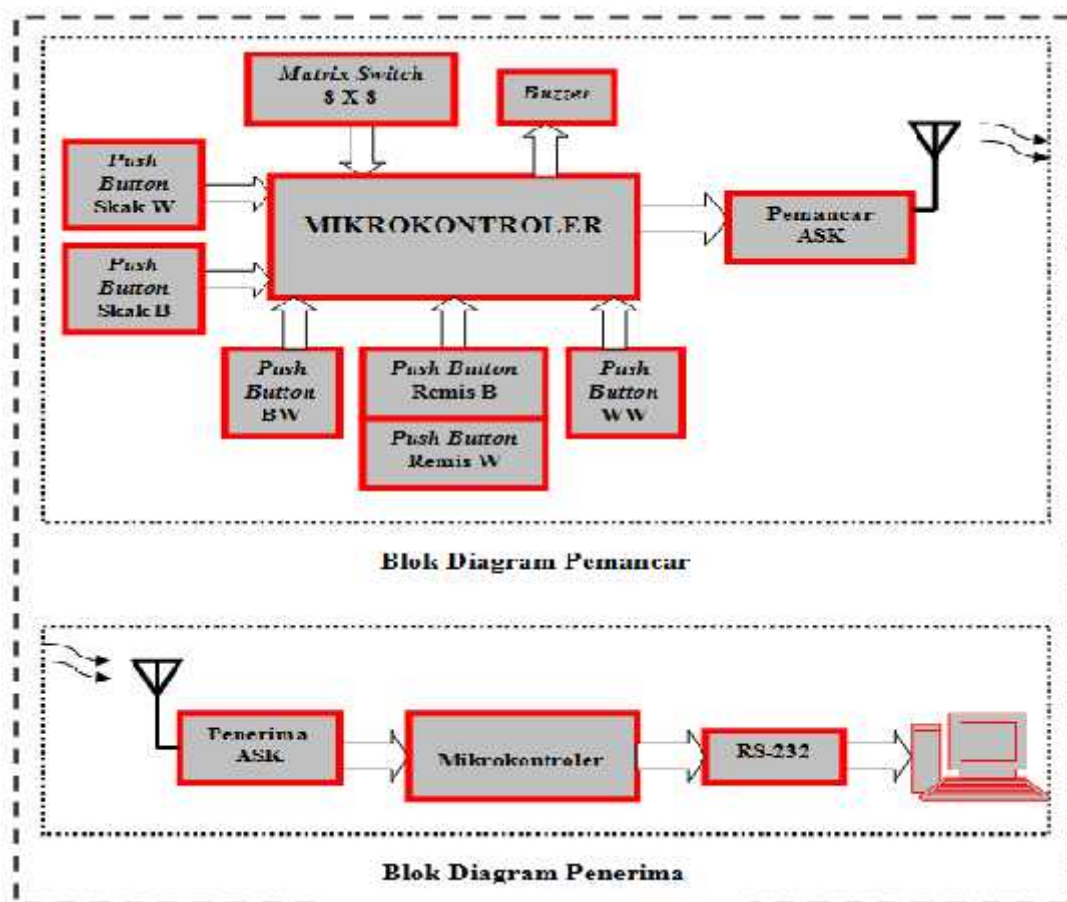 Matrix Switch
8 X 8
Buzzer
Push
Button
Skak W
MIKROKONTROLER
Pemancar
ASK
Push
Button
Skak B
Push
Button
BW
Push Button
Remis B
Push Button
Remis W
Push
Button
WW
Blok Diagram Pemancar
Penerima
ASK
Mikrokontroler
RS-232
Blok Diagram Penerima